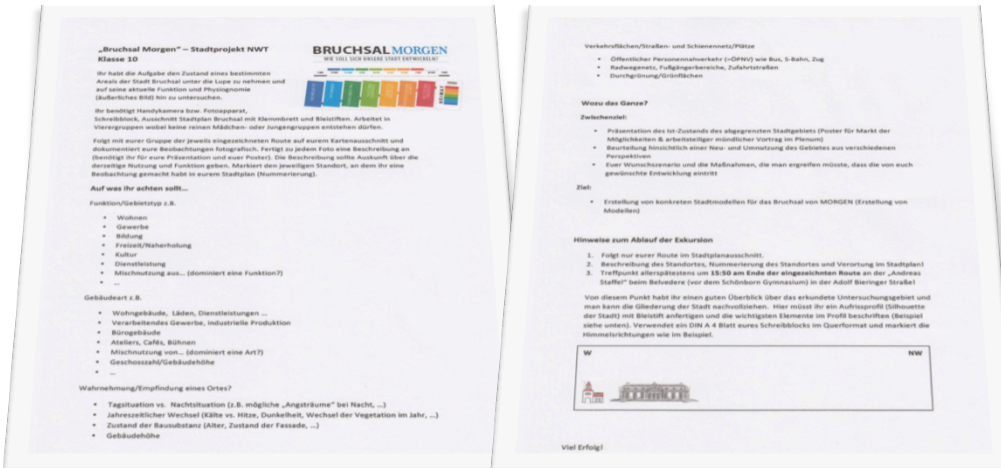 „Bruchsal Morgen“ – Stadtprojekt NWT
Klasse 10
BRUCHSAL MORGEN
WIE SOLL SICH UNSERE STADT ENTWICKELN?
Ihr habt die Aufgabe den Zustand eines bestimmten
Areals der Stadt Bruchsal unter die Lupe zu nehmen und
auf seine aktuelle Funktion und Physiognomie
(äußerliches Bild) hin zu untersuchen.
Ihr benötigt Handykamera bzw. Fotoapparat,
Schreibblock, Ausschnitt Stadtplan Bruchsal mit Klemmbrett und Bleistiften. Arbeitet in
Vierergruppen wobei keine reinen Mädchen- oder Jungengruppen entstehen dürfen.
Folgt mit eurer Gruppe der jeweils eingezeichneten Route auf eurem Kartenausschnitt und
dokumentiert eure Beobachtungen fotografisch. Fertigt zu jedem Foto eine Beschreibung an
(benötigt ihr für eure Präsentation und euer Poster). Die Beschreibung sollte Auskunft über die
derzeitige Nutzung und Funktion geben. Markiert den jeweiligen Standort, an dem ihr eine
Beobachtung gemacht habt in eurem Stadtplan (Nummerierung).
Auf was ihr achten sollt…
Funktion/Gebietstyp z.B.
• Wohnen
• Gewerbe
• Bildung
• Freizeit/Naherholung
• Kultur
• Dienstleistung
• Mischnutzung aus... (dominiert eine Funktion?)
• …
Gebäudeart z.B.
• Wohngebäude, Läden, Dienstleistungen …
• Verarbeitendes Gewerbe, industrielle Produktion
• Bürogebäude
• Ateliers, Cafés, Bühnen
• Mischnutzung von... (dominiert eine Art?)
• Geschosszahl/Gebäudehöhe
• …
Wahrnehmung/Empfindung eines Ortes?
• Tagsituation vs. Nachtsituation (z.B. mögliche „Angsträume“ bei Nacht, …)
• Jahreszeitlicher Wechsel (Kälte vs. Hitze, Dunkelheit, Wechsel der Vegetation im Jahr, …)
• Zustand der Bausubstanz (Alter, Zustand der Fassade, …)
• Gebäudehöhe
Verkehrsflächen/Straßen- und Schienennetz/Plätze
• Öffentlicher Personennahverkehr (=ÖPNV) wie Bus, S-Bahn, Zug
• Radwegenetz, Fußgängerbereiche, Zufahrtstraßen
• Durchgrünung/Grünflächen
Wozu das Ganze?
Zwischenziel:
• Präsentation des Ist-Zustands des abgegrenzten Stadtgebiets (Poster für Markt der
Möglichkeiten & arbeitsteiliger mündlicher Vortrag im Plenum)
• Beurteilung hinsichtlich einer Neu- und Umnutzung des Gebietes aus verschiedenen
Perspektiven
• Euer Wunschszenario und die Maßnahmen, die man ergreifen müsste, dass die von euch
gewünschte Entwicklung eintritt
Ziel:
• Erstellung von konkreten Stadtmodellen für das Bruchsal von MORGEN (Erstellung von
Modellen)
Hinweise zum Ablauf der Exkursion
1. Folgt nur eurer Route im Stadtplanausschnitt.
2. Beschreibung des Standortes, Nummerierung des Standortes und Verortung im Stadtplan!
3. Treffpunkt allerspätestens um 15:50 am Ende der eingezeichneten Route an der „Andreas
Staffel“ beim Belvedere (vor dem Schönborn Gymnasium) in der Adolf Bieringer Straße!
Von diesem Punkt habt ihr einen guten Überblick über das erkundete Untersuchungsgebiet und
man kann die Gliederung der Stadt nachvollziehen. Hier müsst ihr ein Aufrissprofil (Silhouette
der Stadt) mit Bleistift anfertigen und die wichtigsten Elemente im Profil beschriften (Beispiel
siehe unten). Verwendet ein DIN A 4 Blatt eures Schreibblocks im Querformat und markiert die
Himmelsrichtungen wie im Beispiel.
W NW
Viel Erfolg!